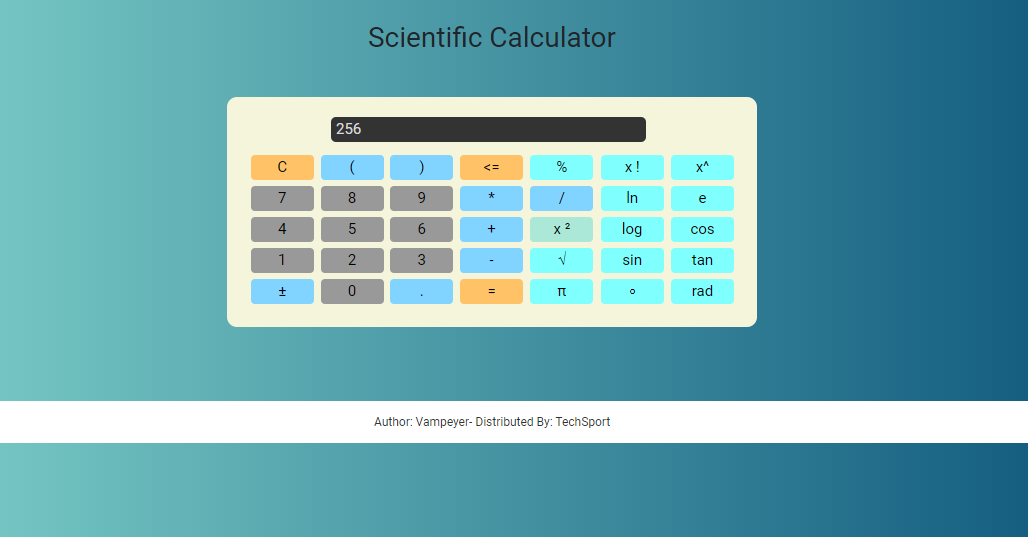 Scientific Calculator
256
C ( ) <= % x ! x^
7 8 9 * / ln e
4 5 6 + x ² log cos
1 2 3 - √ sin tan
± 0 . = π ∘ rad
Author: Vampeyer- Distributed By: TechSport